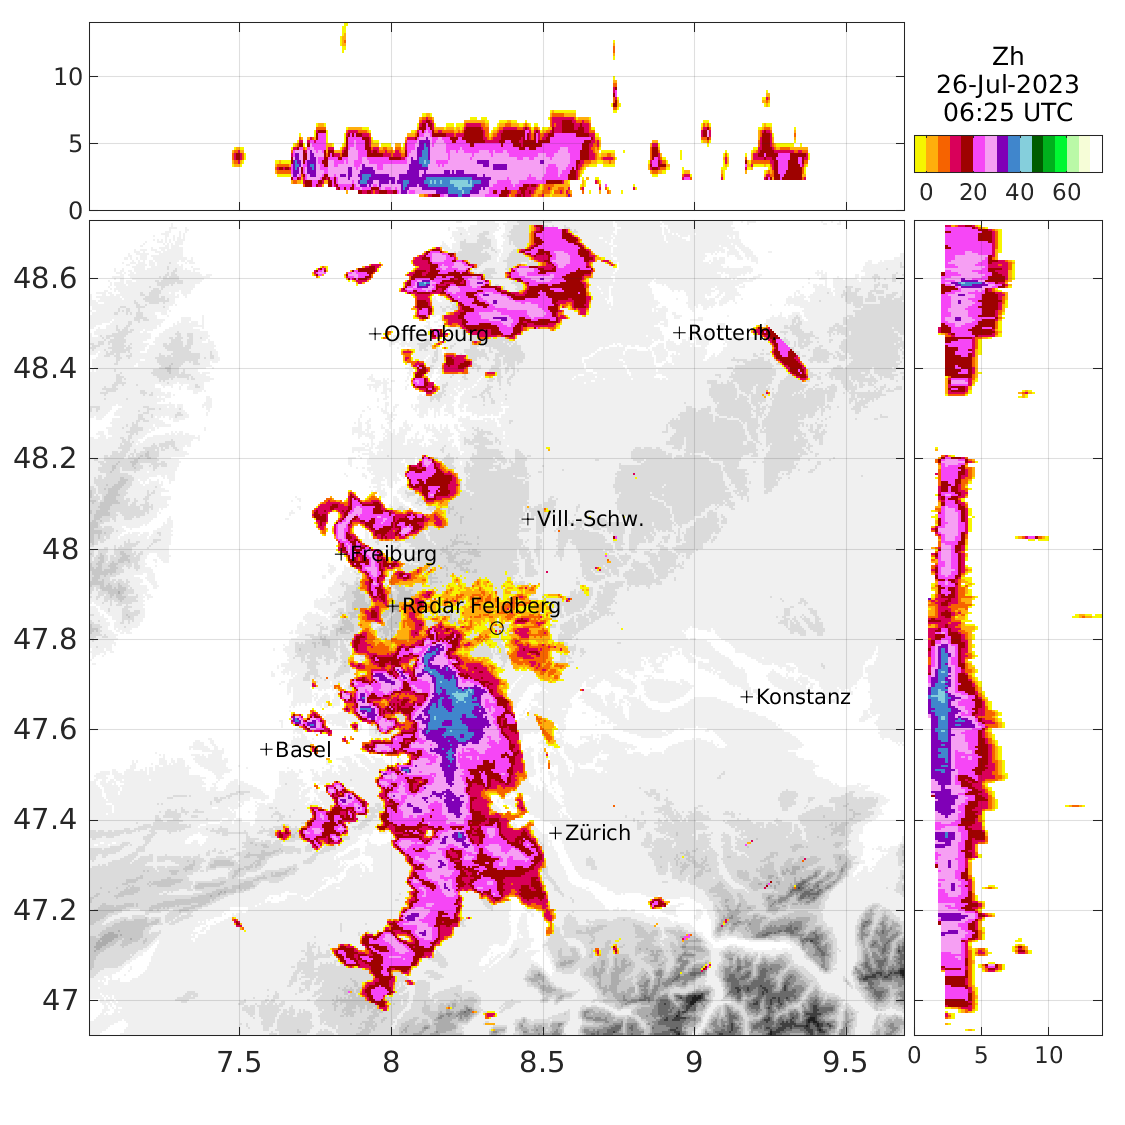 10
5
0
Zh
26-Jul-2023
06:25 UTC
0 20 40 60
48.6
48.4
48.2
48
47.8
47.6
47.4
47.2
47
+Offenburg
+Rottenb
+Vill.-Schw.
+Freiburg
+Radar Feldberg
+Konstanz
+Basel
+Zürich
7.5 8 8.5 9 9.5
0 5 10